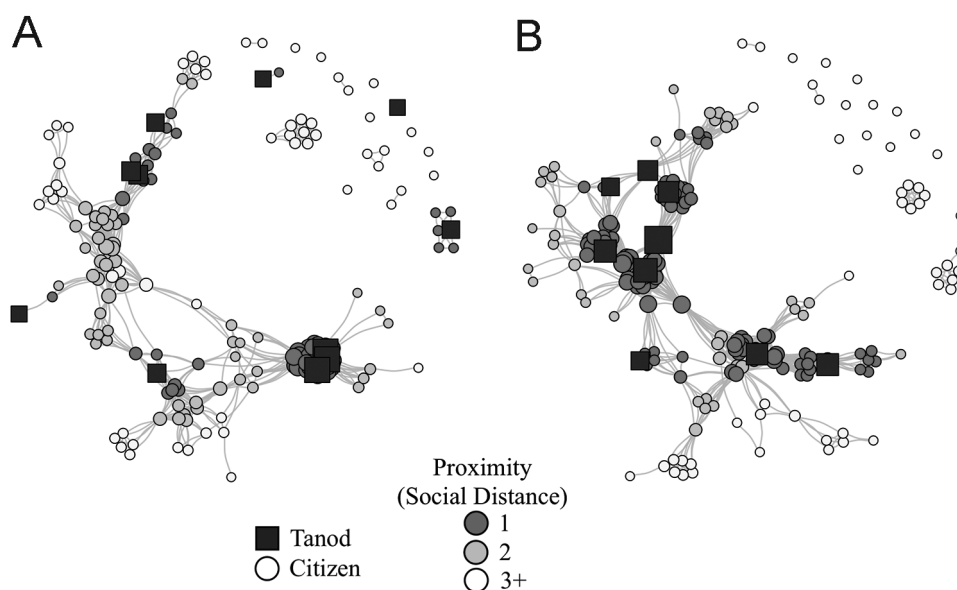 A
B
Proximity
(Social Distance)
Tanod
Citizen
1
2
3+